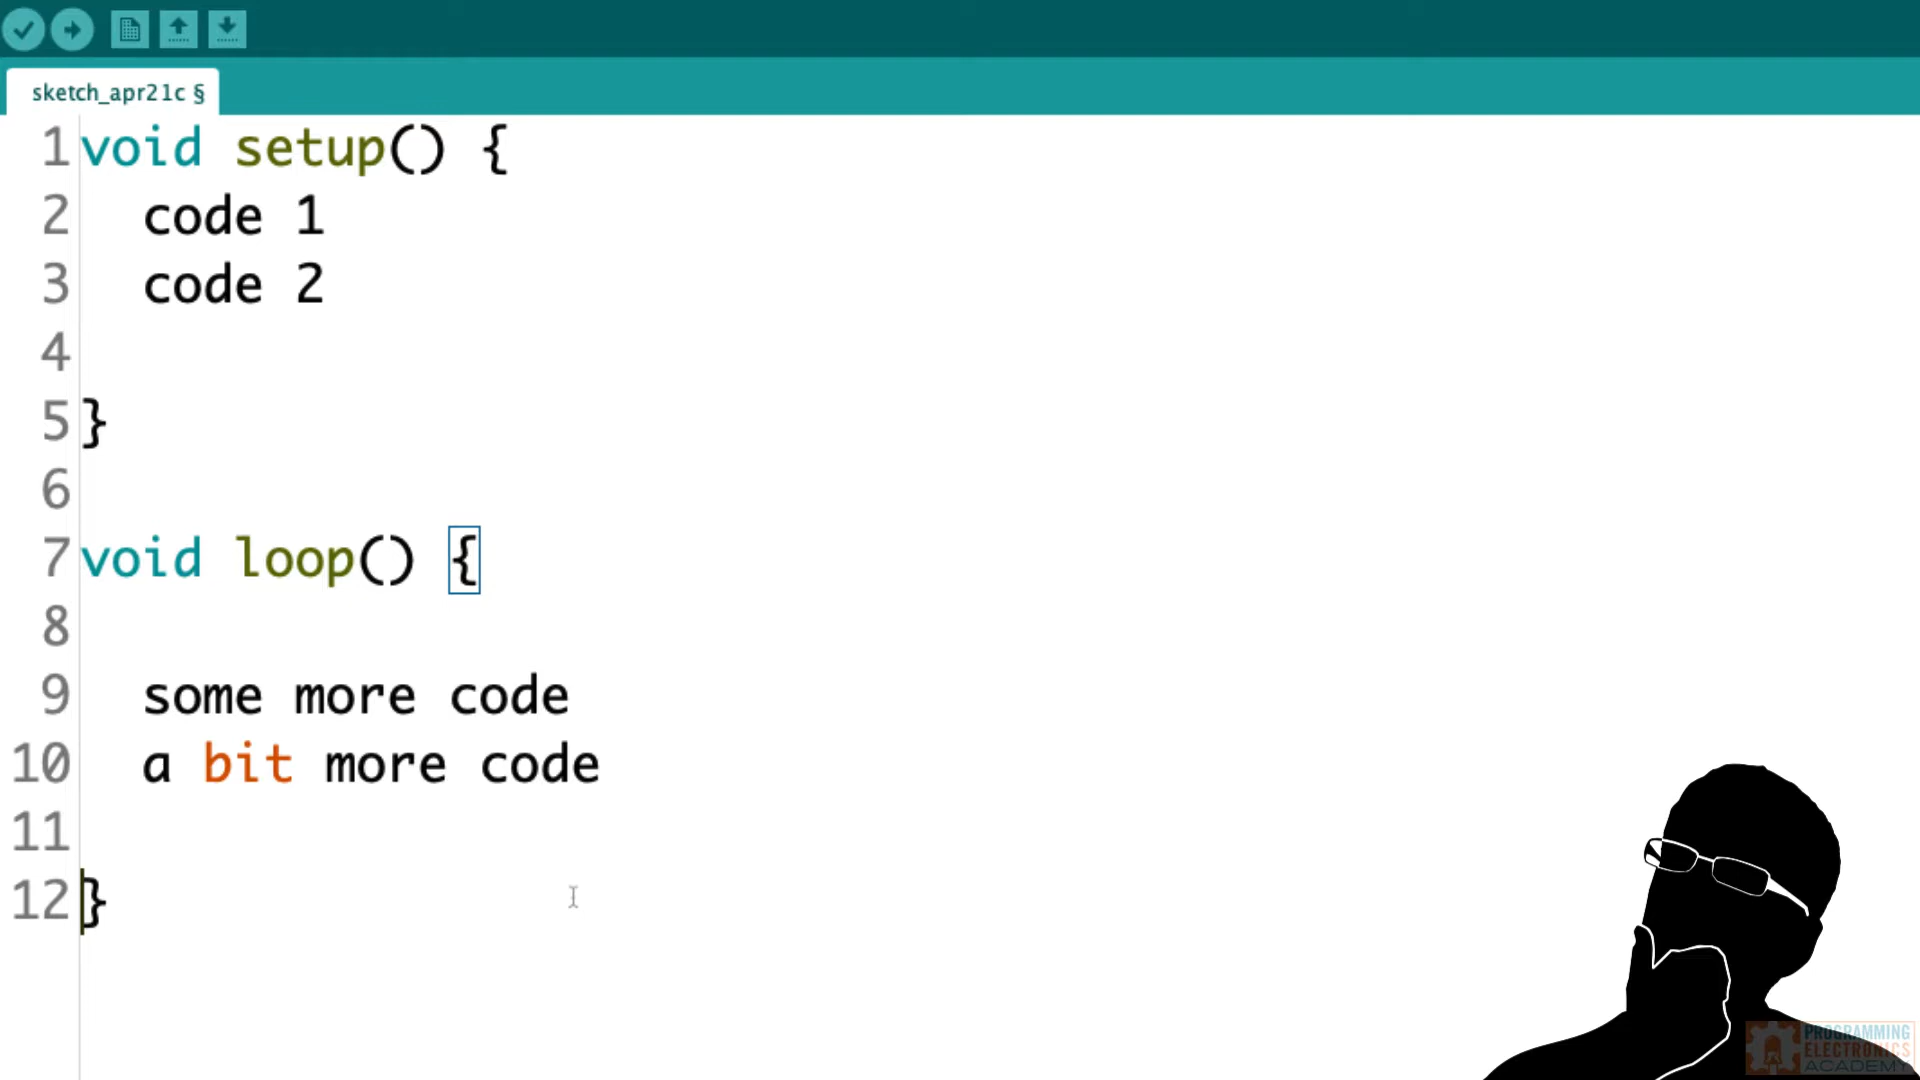 sketch_apr21c §
1 void setup() {
2 code 1
3 code 2
4
5 }
6
7 void loop() {
8
9 some more code
10 a bit more code
11
12 }
PROGRAMMING
ELECTRONICS
ACADEMY